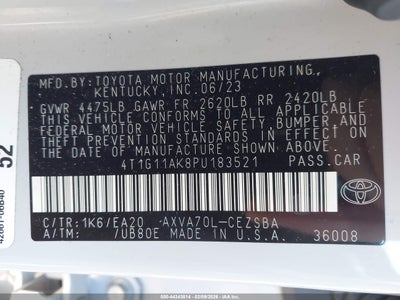 MFD. BY: TOYOTA MOTOR MANUFACTURING,
KENTUCKY, INC. 06/23
GVWR 4475LB GAWR FR 2620LB RR 2420LB
THIS VEHICLE CONFORMS TO ALL APPLICABLE
FEDERAL MOTOR VEHICLE SAFETY, BUMPER, AND
THEFT PREVENTION STANDARDS IN EFFECT ON
THE DATE OF MANUFACTURE SHOWN ABOVE.
4T1G11AK8PU183521 PASS.CAR
C/TR: 1K6/EA20 -AXVA70L-CEZSBA
A/TM: /UB80E MADE IN U.S.A. 36008
TOYOTA
52